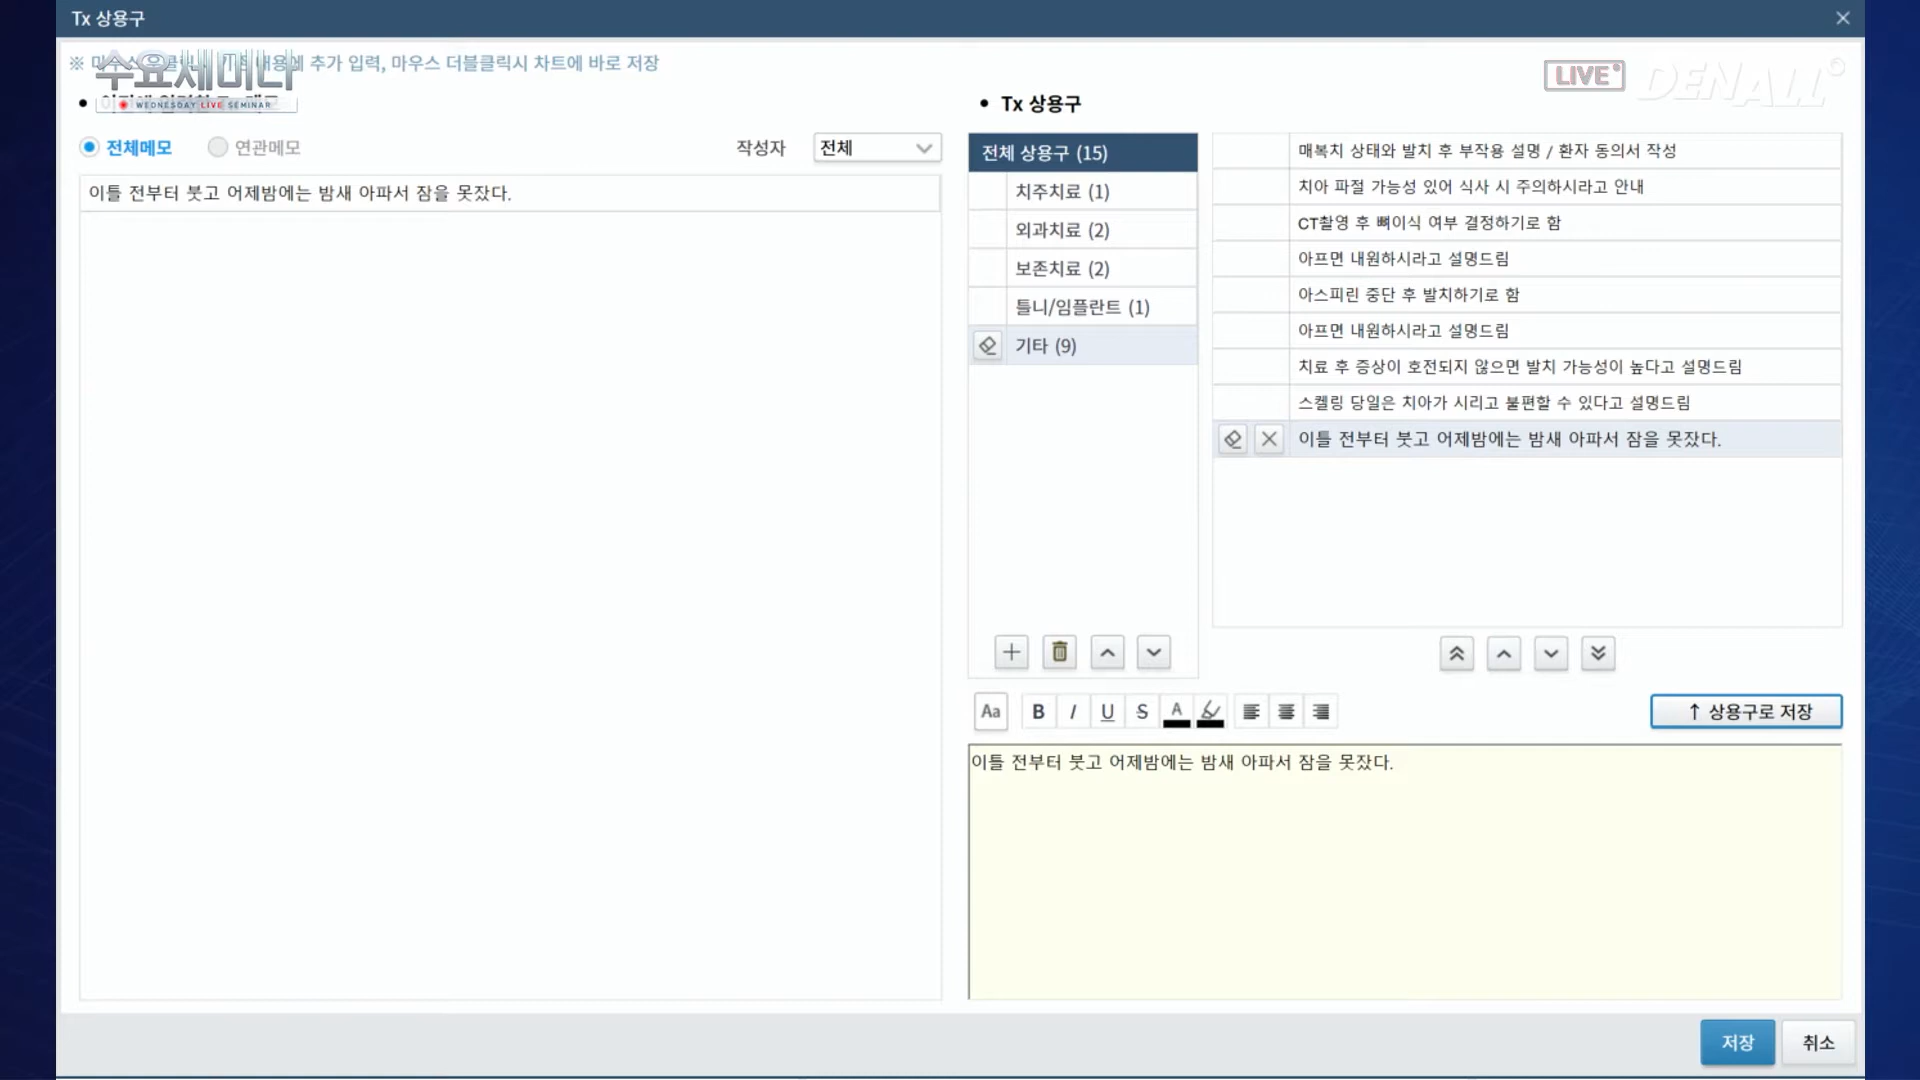 Tx 상용구
※ 내용에 추가 입력, 마우스 더블클릭시 차트에 바로 저장
수요세미나
WEDNESDAY LIVE SEMINAR
LIVE
DENALL
• Tx 상용구
전체메모
연관메모
작성자
전체
이틀 전부터 붓고 어제밤에는 밤새 아파서 잠을 못잤다.
전체 상용구 (15)
치주치료 (1)
외과치료 (2)
보존치료 (2)
틀니/임플란트 (1)
기타 (9)
매복치 상태와 발치 후 부작용 설명 / 환자 동의서 작성
치아 파절 가능성 있어 식사 시 주의하시라고 안내
CT촬영 후 뼈이식 여부 결정하기로 함
아프면 내원하시라고 설명드림
아스피린 중단 후 발치하기로 함
아프면 내원하시라고 설명드림
치료 후 증상이 호전되지 않으면 발치 가능성이 높다고 설명드림
스켈링 당일은 치아가 시리고 불편할 수 있다고 설명드림
이틀 전부터 붓고 어제밤에는 밤새 아파서 잠을 못잤다.
Aa B I U S A
↑ 상용구로 저장
이틀 전부터 붓고 어제밤에는 밤새 아파서 잠을 못잤다.
저장
취소